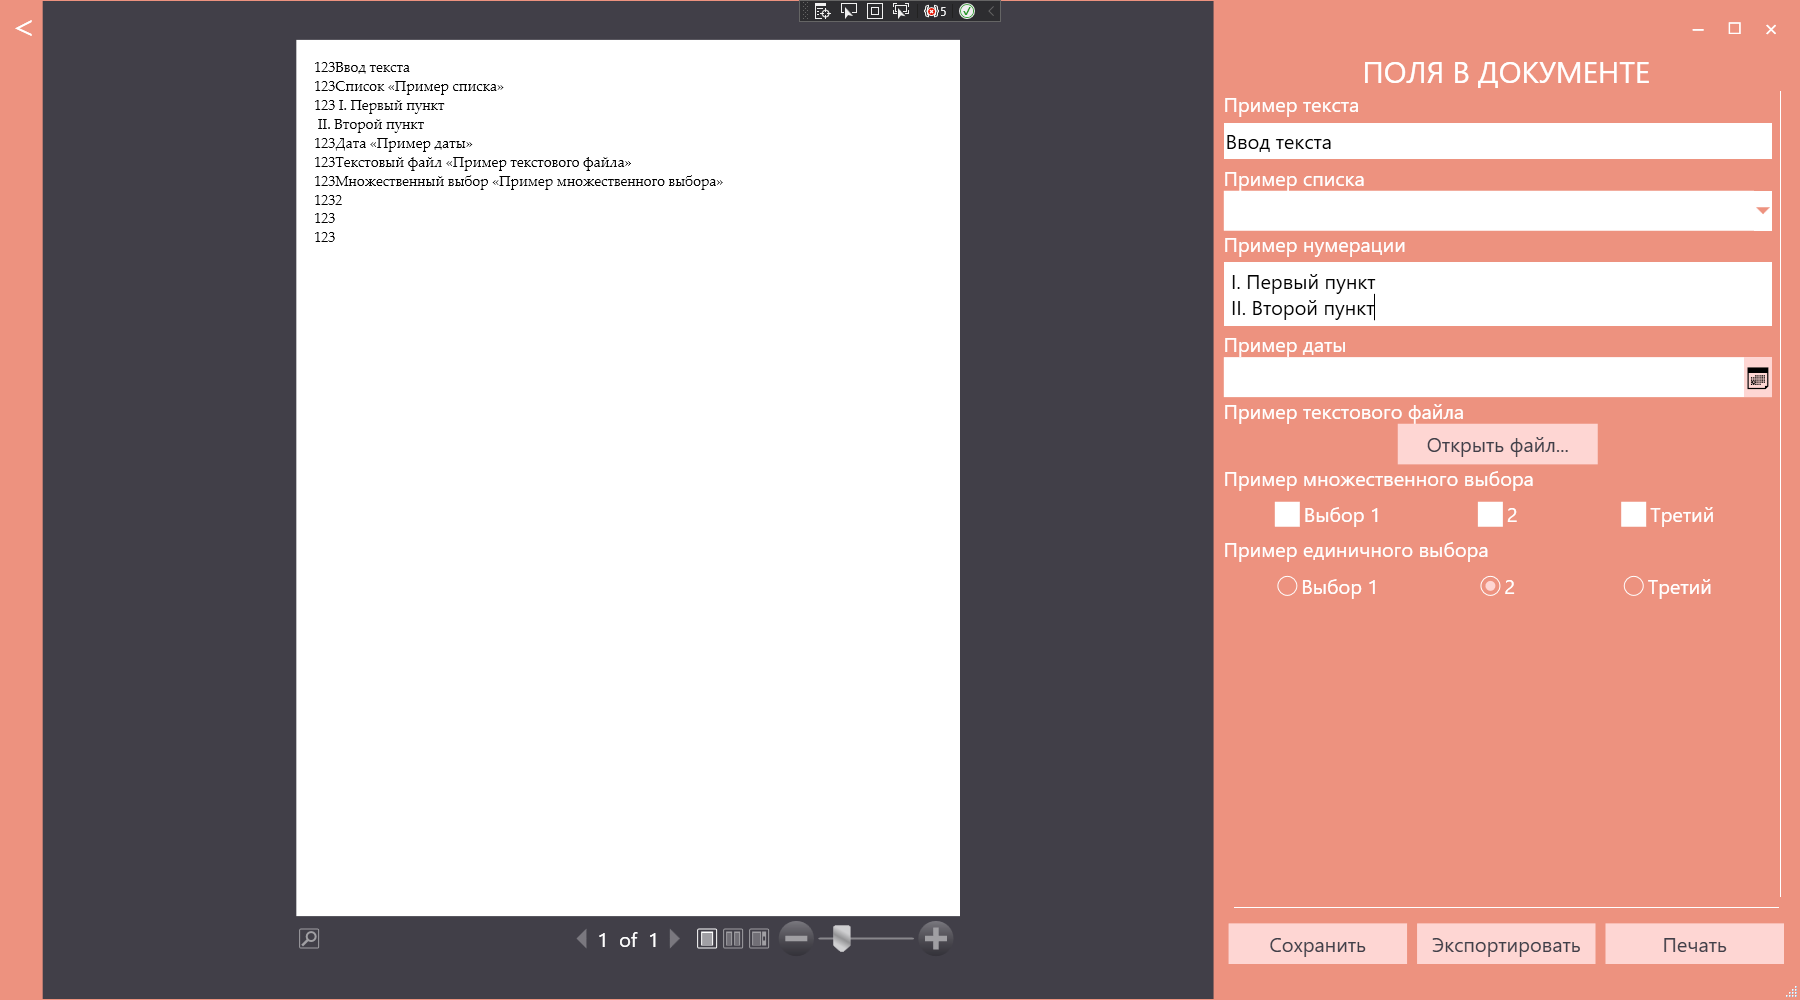 5
123Ввод текста
123Список «Пример списка»
123 I. Первый пункт
II. Второй пункт
123Дата «Пример даты»
123Текстовый файл «Пример текстового файла»
123Множественный выбор «Пример множественного выбора»
1232
123
123
1 of 1
ПОЛЯ В ДОКУМЕНТЕ
Пример текста
Ввод текста
Пример списка
Пример нумерации
I. Первый пункт
II. Второй пункт
Пример даты
Пример текстового файла
Открыть файл...
Пример множественного выбора
Выбор 1 2 Третий
Пример единичного выбора
Выбор 1 2 Третий
Сохранить Экспортировать Печать